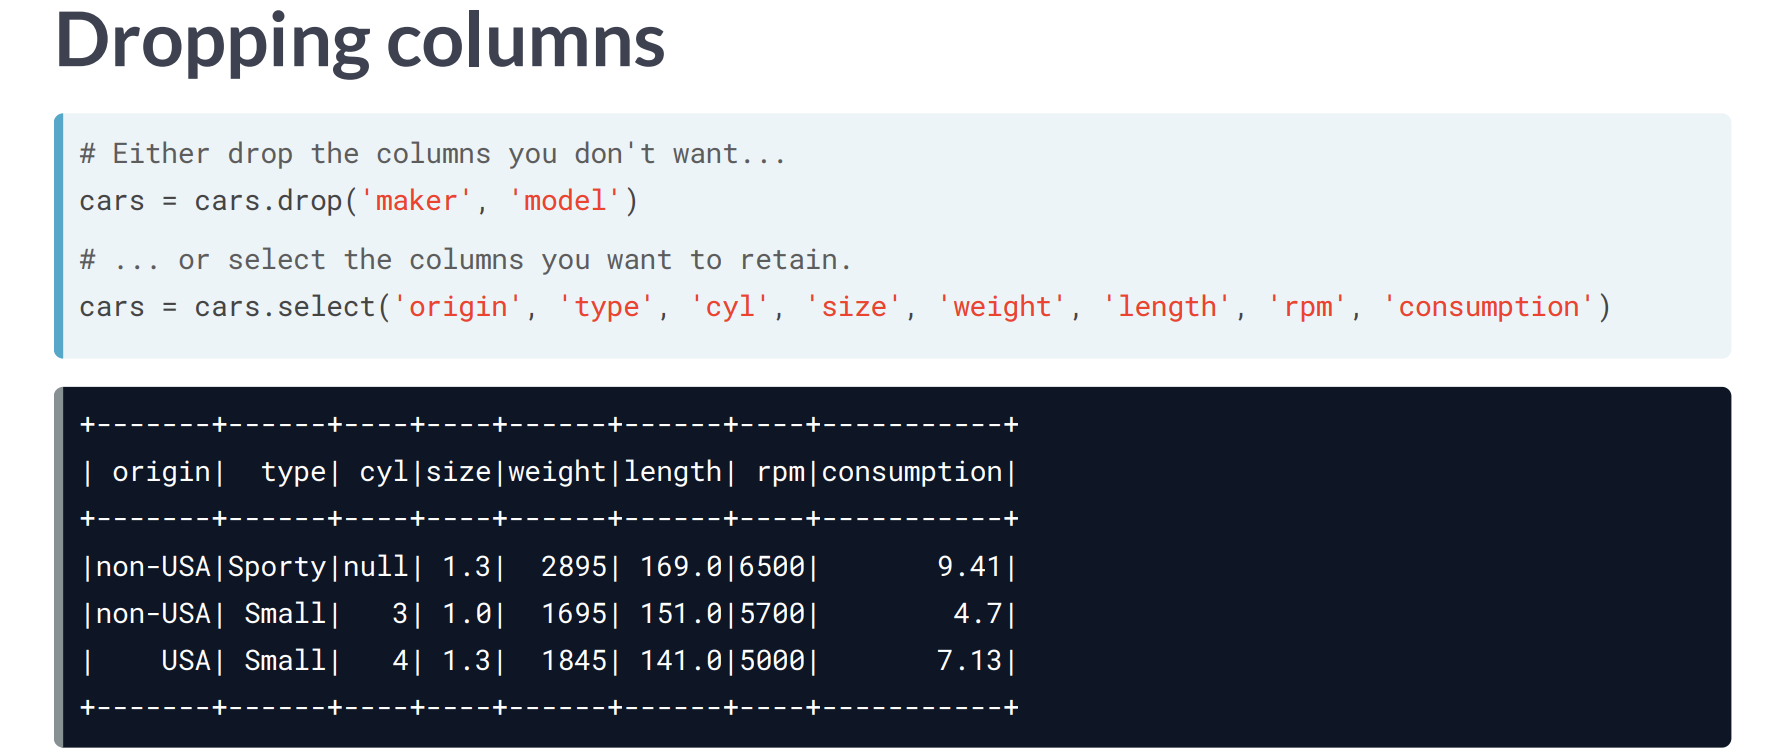 Dropping columns
# Either drop the columns you don't want...
cars = cars.drop('maker', 'model')
# ... or select the columns you want to retain.
cars = cars.select('origin', 'type', 'cyl', 'size', 'weight', 'length', 'rpm', 'consumption')
+-------+------+----+----+------+------+----+-----------+
| origin|  type| cyl|size|weight|length| rpm|consumption|
+-------+------+----+----+------+------+----+-----------+
|non-USA|Sporty|null| 1.3|  2895| 169.0|6500|       9.41|
|non-USA| Small|   3| 1.0|  1695| 151.0|5700|        4.7|
|    USA| Small|   4| 1.3|  1845| 141.0|5000|       7.13|
+-------+------+----+----+------+------+----+-----------+